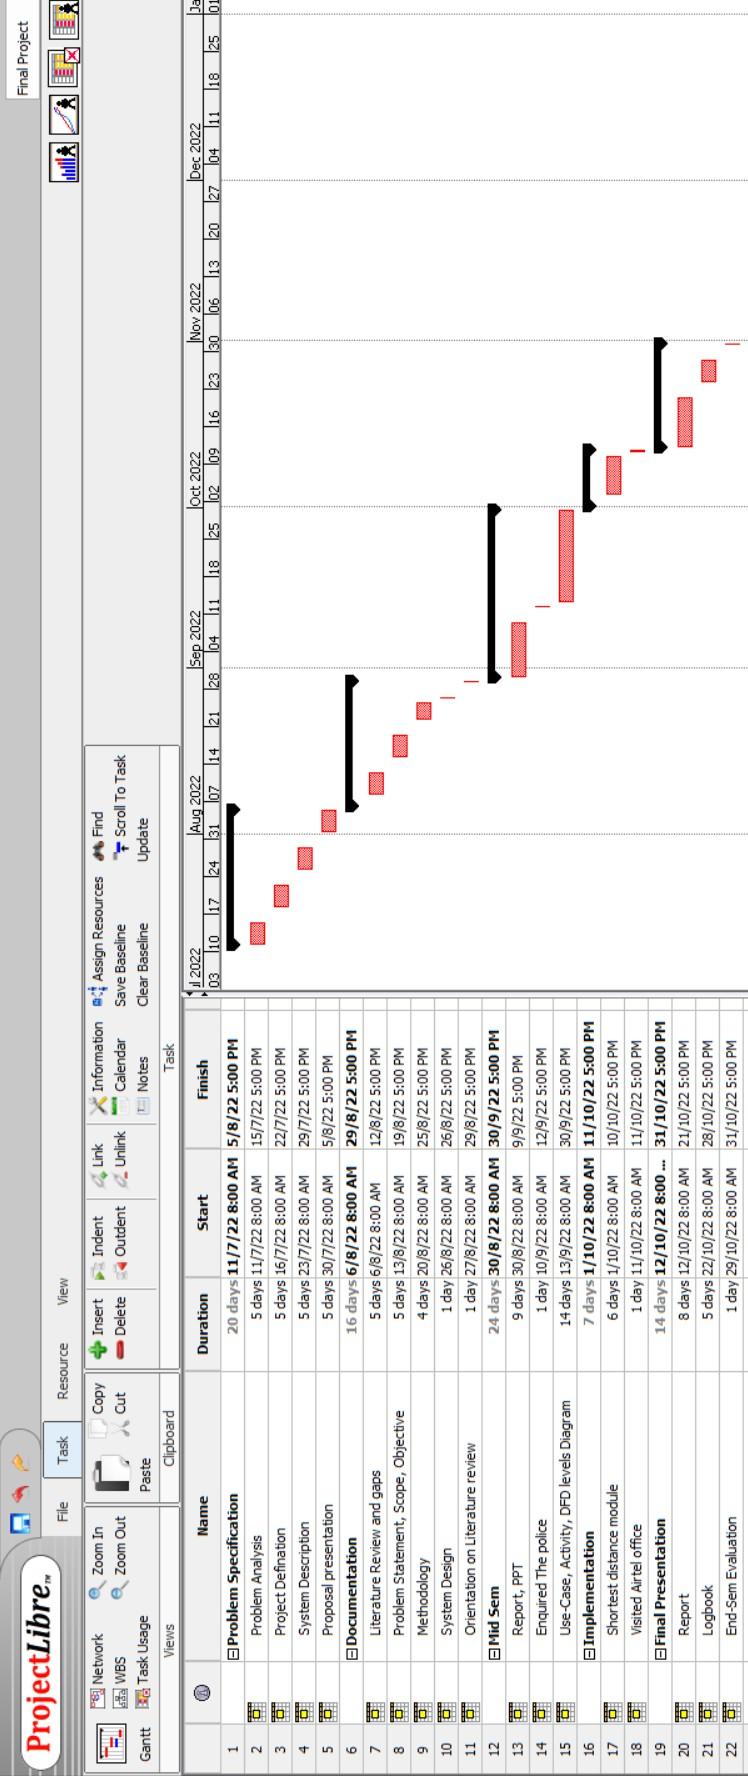 ProjectLibre™
File Task Resource View Final Project
Gantt
Network
WBS
Task Usage
Zoom In
Zoom Out
Views
Paste
Copy
Cut
Clipboard
Insert
Delete
Indent
Outdent
Link
Unlink
Information
Calendar
Notes
Assign Resources
Save Baseline
Clear Baseline
Find
Scroll To Task
Update
Task
Name Duration Start Finish
Jl 2022 Aug 2022 Sep 2022 Oct 2022 Nov 2022 Dec 2022 Ja
03 10 17 24 31 07 14 21 28 04 11 18 25 02 09 16 23 30 06 13 20 27 04 11 18 25 01
1 Problem Specification 20 days 11/7/22 8:00 AM 5/8/22 5:00 PM
2 Problem Analysis 5 days 11/7/22 8:00 AM 15/7/22 5:00 PM
3 Project Defination 5 days 16/7/22 8:00 AM 22/7/22 5:00 PM
4 System Description 5 days 23/7/22 8:00 AM 29/7/22 5:00 PM
5 Proposal presentation 5 days 30/7/22 8:00 AM 5/8/22 5:00 PM
6 Documentation 16 days 6/8/22 8:00 AM 29/8/22 5:00 PM
7 Literature Review and gaps 5 days 6/8/22 8:00 AM 12/8/22 5:00 PM
8 Problem Statement, Scope, Objective 5 days 13/8/22 8:00 AM 19/8/22 5:00 PM
9 Methodology 4 days 20/8/22 8:00 AM 25/8/22 5:00 PM
10 System Design 1 day 26/8/22 8:00 AM 26/8/22 5:00 PM
11 Orientation on Literature review 1 day 27/8/22 8:00 AM 29/8/22 5:00 PM
12 Mid Sem 24 days 30/8/22 8:00 AM 30/9/22 5:00 PM
13 Report, PPT 9 days 30/8/22 8:00 AM 9/9/22 5:00 PM
14 Enquired The police 1 day 10/9/22 8:00 AM 12/9/22 5:00 PM
15 Use-Case, Activity, DFD levels Diagram 14 days 13/9/22 8:00 AM 30/9/22 5:00 PM
16 Implementation 7 days 1/10/22 8:00 AM 11/10/22 5:00 PM
17 Shortest distance module 6 days 1/10/22 8:00 AM 10/10/22 5:00 PM
18 Visited Airtel office 1 day 11/10/22 8:00 AM 11/10/22 5:00 PM
19 Final Presentation 14 days 12/10/22 8:00 ... 31/10/22 5:00 PM
20 Report 8 days 12/10/22 8:00 AM 21/10/22 5:00 PM
21 Logbook 5 days 22/10/22 8:00 AM 28/10/22 5:00 PM
22 End-Sem Evaluation 1 day 29/10/22 8:00 AM 31/10/22 5:00 PM